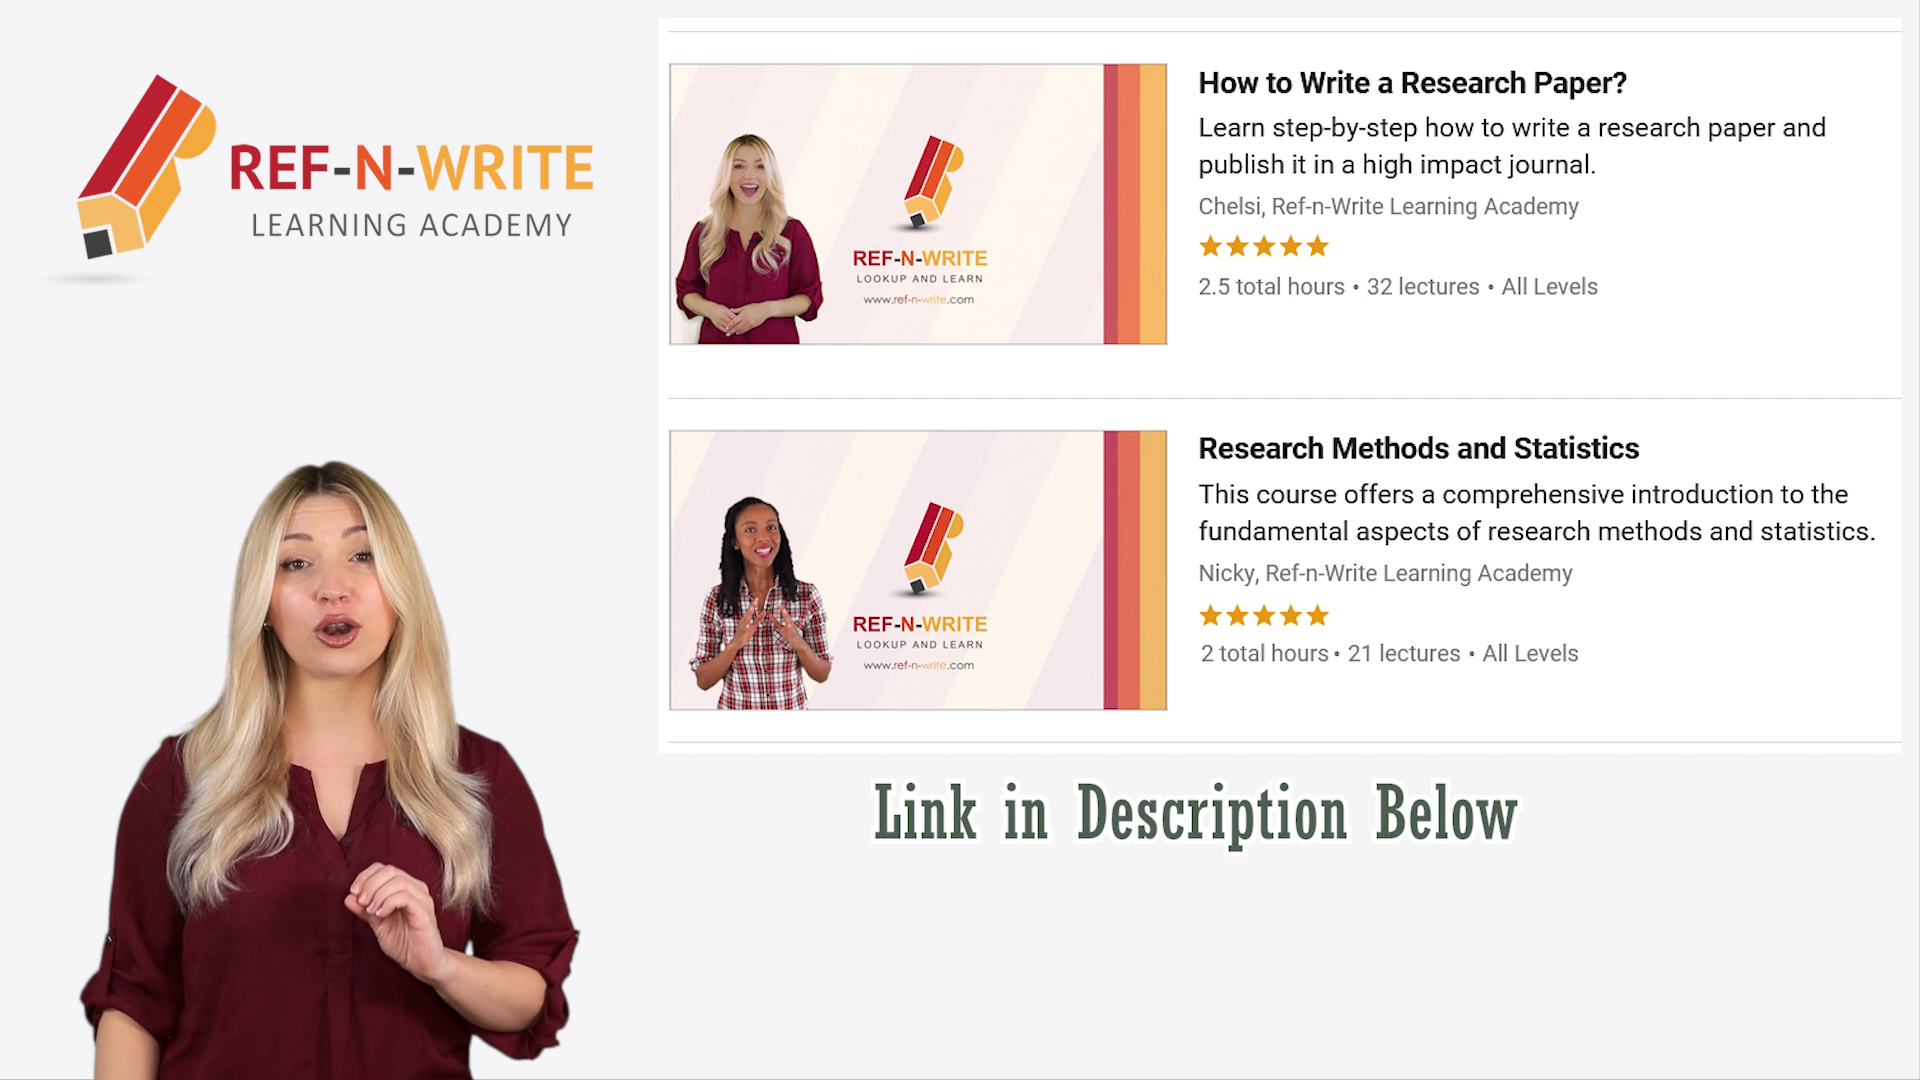 REF-N-WRITE
LEARNING ACADEMY
REF-N-WRITE
LOOKUP AND LEARN
www.ref-n-write.com
How to Write a Research Paper?
Learn step-by-step how to write a research paper and
publish it in a high impact journal.
Chelsi, Ref-n-Write Learning Academy
2.5 total hours • 32 lectures • All Levels
REF-N-WRITE
LOOKUP AND LEARN
www.ref-n-write.com
Research Methods and Statistics
This course offers a comprehensive introduction to the
fundamental aspects of research methods and statistics.
Nicky, Ref-n-Write Learning Academy
2 total hours • 21 lectures • All Levels
Link in Description Below